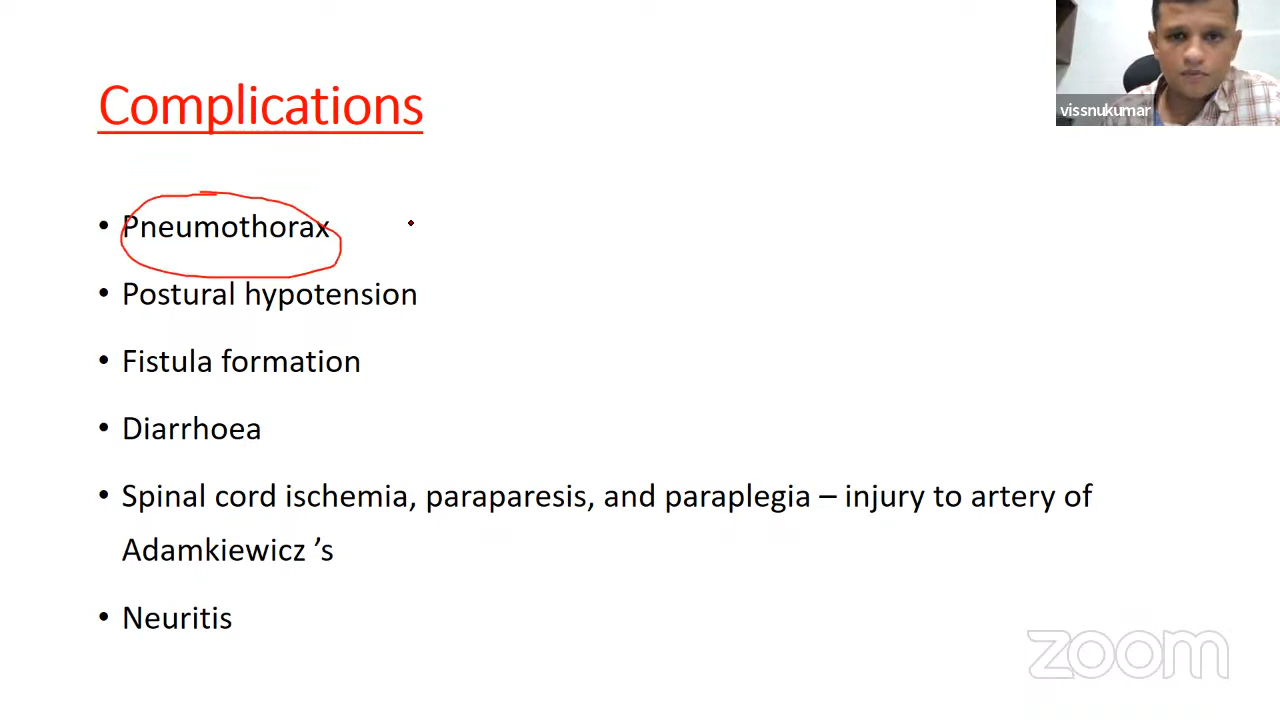 vissnukumar
Complications
• Pneumothorax
• Postural hypotension
• Fistula formation
• Diarrhoea
• Spinal cord ischemia, paraparesis, and paraplegia – injury to artery of
Adamkiewicz ’s
• Neuritis
zoom